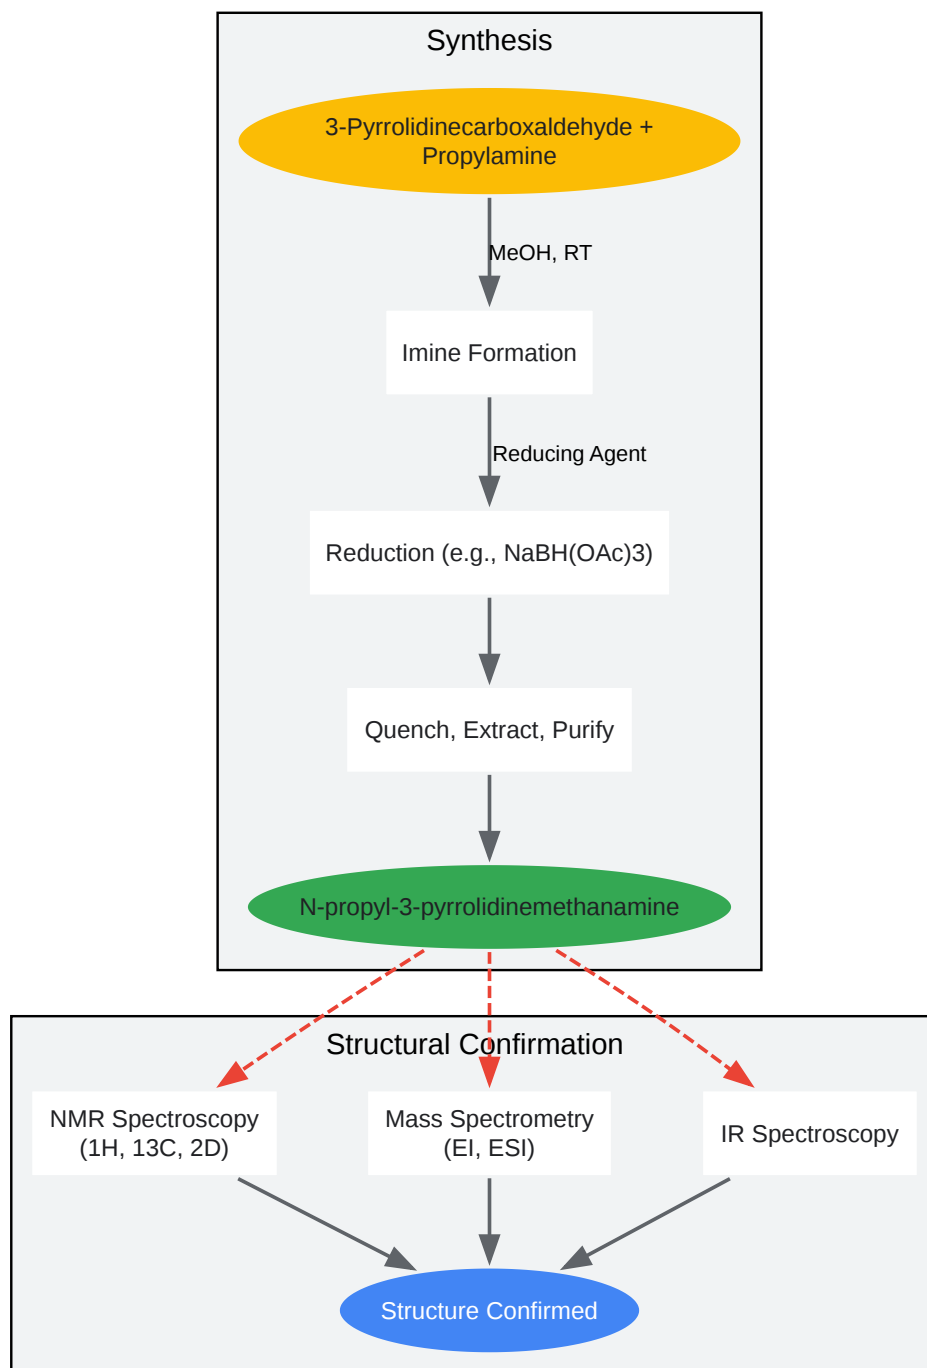 Synthesis
3-Pyrrolidinecarboxaldehyde +
Propylamine
MeOH, RT
Imine Formation
Reducing Agent
Reduction (e.g., NaBH(OAc)3)
Quench, Extract, Purify
N-propyl-3-pyrrolidinemethanamine
Structural Confirmation
NMR Spectroscopy
(1H, 13C, 2D)
Mass Spectrometry
(EI, ESI)
IR Spectroscopy
Structure Confirmed